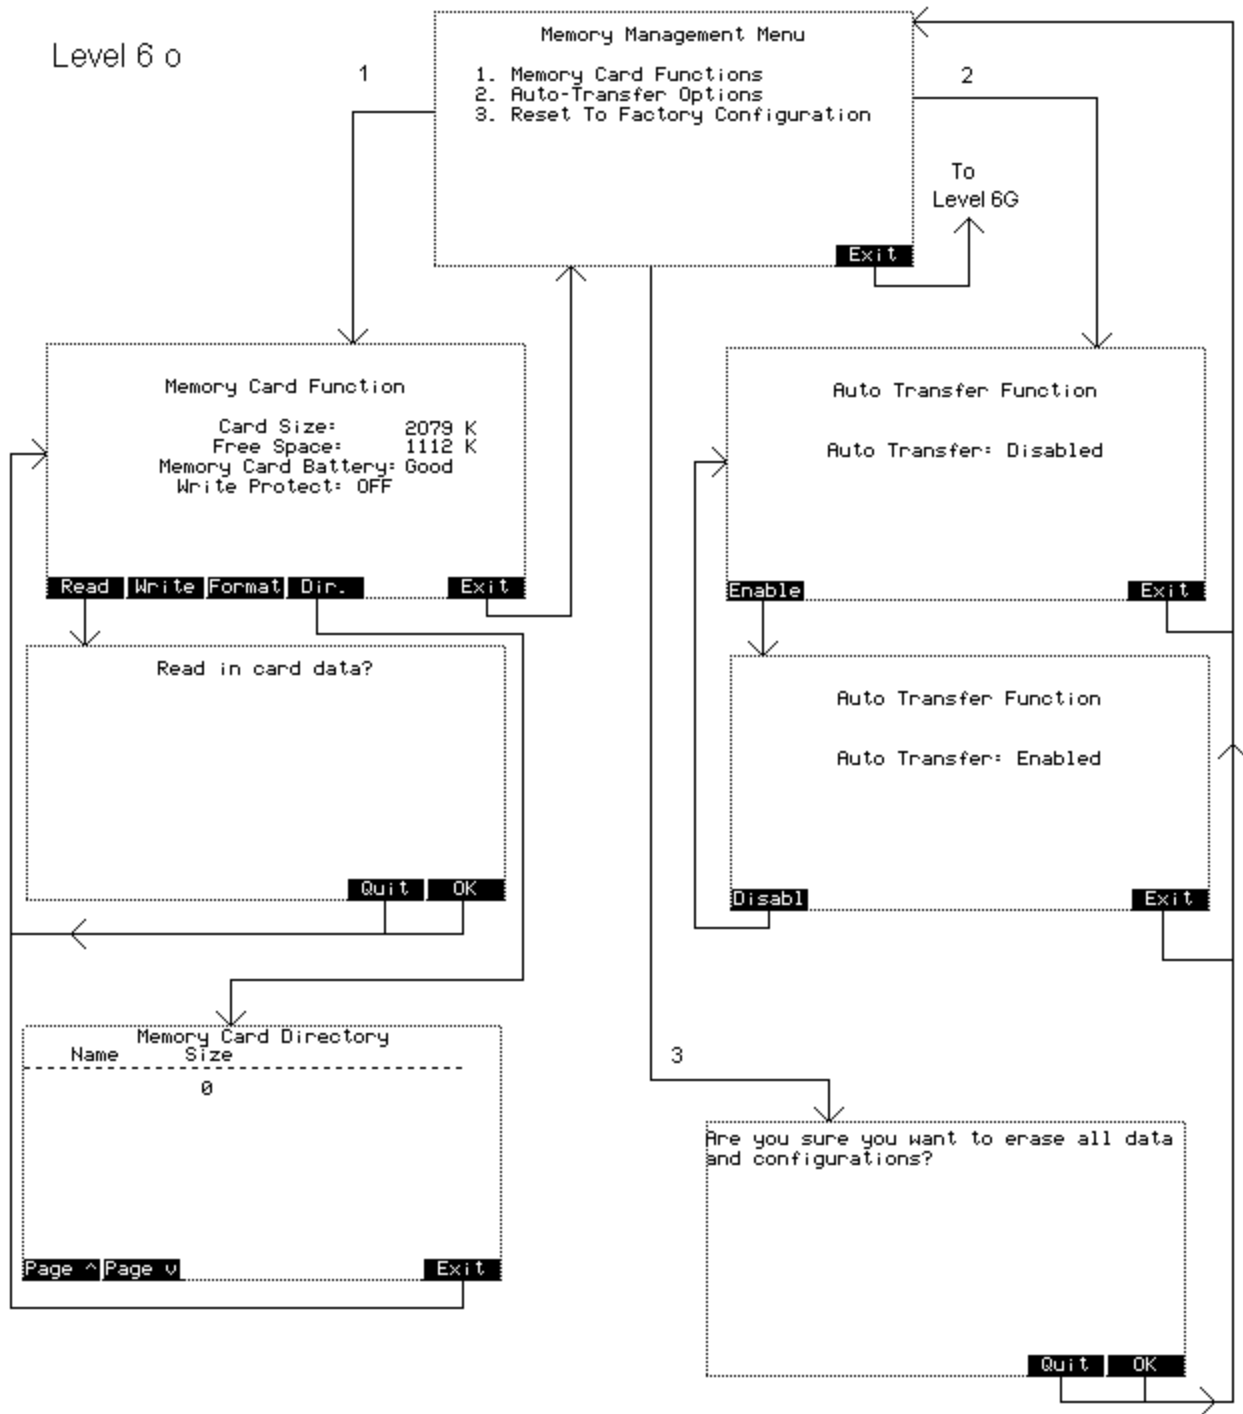 Level 6 o
Memory Management Menu
1
1. Memory Card Functions
2. Auto-Transfer Options
3. Reset To Factory Configuration
2
To
Level 6G
Exit
Memory Card Function
Card Size: 2079 K
Free Space: 1112 K
Memory Card Battery: Good
Write Protect: OFF
Read Write Format Dir. Exit
Auto Transfer Function
Auto Transfer: Disabled
Enable Exit
Read in card data?
Quit OK
Auto Transfer Function
Auto Transfer: Enabled
Disabl Exit
Memory Card Directory
Name Size
0
Page ^ Page v Exit
3
Are you sure you want to erase all data
and configurations?
Quit OK